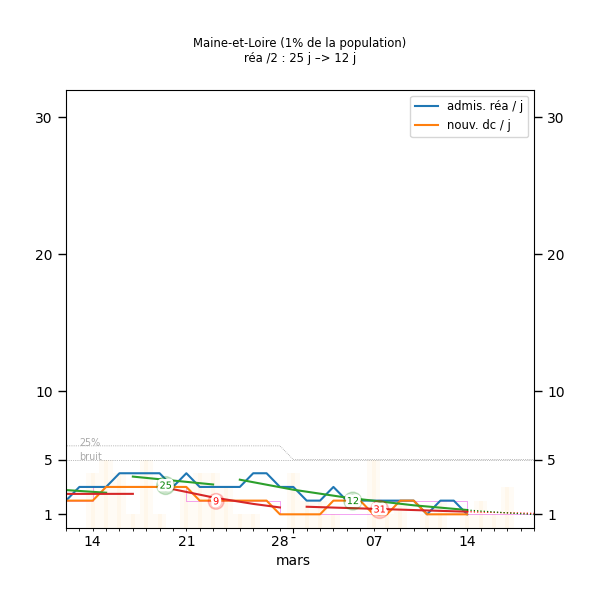 Maine-et-Loire (1% de la population)
réa /2 : 25 j –> 12 j
admis. réa / j
nouv. dc / j
30 30
20 20
10 10
25%
bruit
5 5
25
12
9
31
1 1
14 21 28 07 14
mars